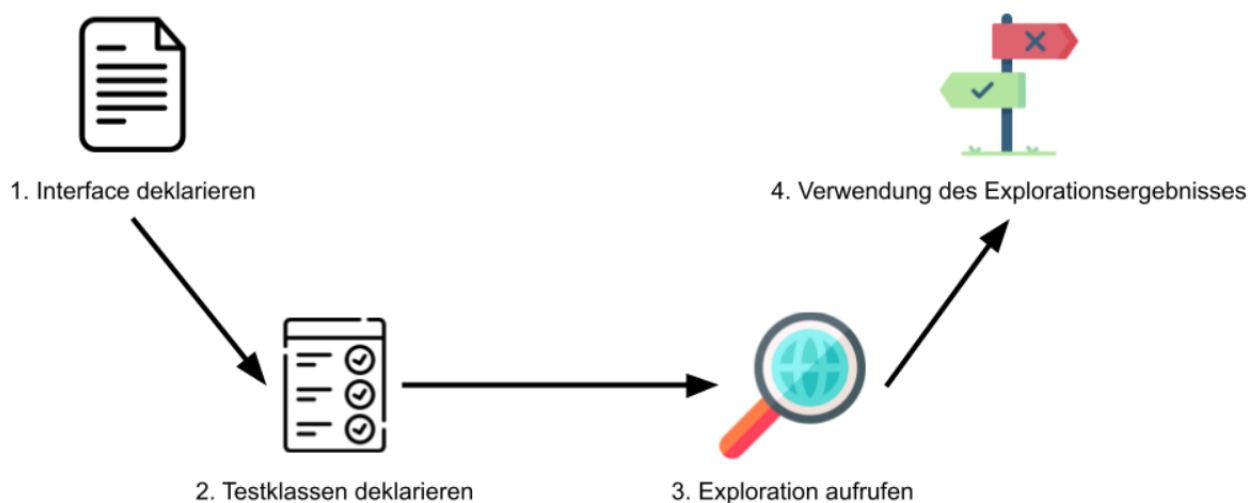 1. Interface deklarieren
4. Verwendung des Explorationsergebnisses
2. Testklassen deklarieren
3. Exploration aufrufen